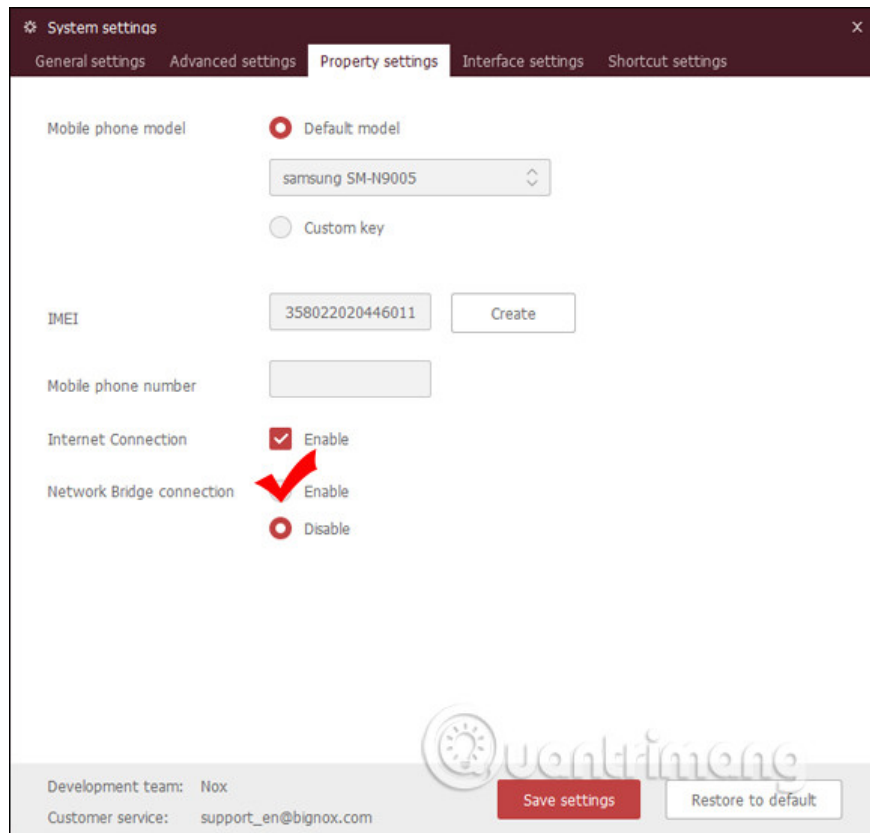 System settings X
General settings Advanced settings Property settings Interface settings Shortcut settings
Mobile phone model Default model
samsung SM-N9005
Custom key
IMEI 358022020446011 Create
Mobile phone number
Internet Connection Enable
Network Bridge connection Enable
Disable
Quantrimang
Development team: Nox
Save settings Restore to default
Customer service: support_en@bignox.com